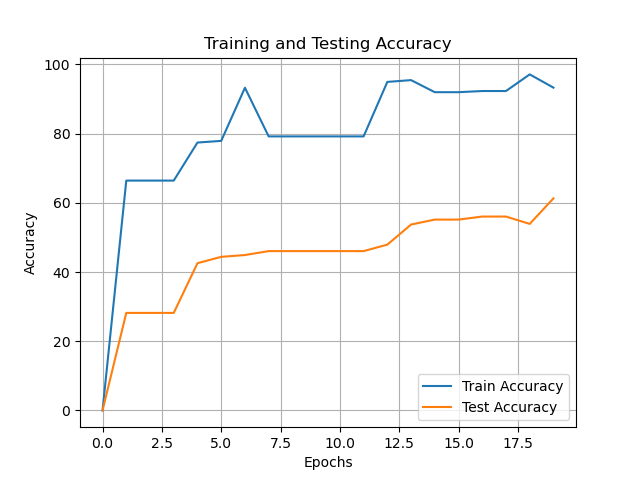 Training and Testing Accuracy
100
80
60
40
20
0
Accuracy
0.0 2.5 5.0 7.5 10.0 12.5 15.0 17.5
Epochs
Train Accuracy
Test Accuracy